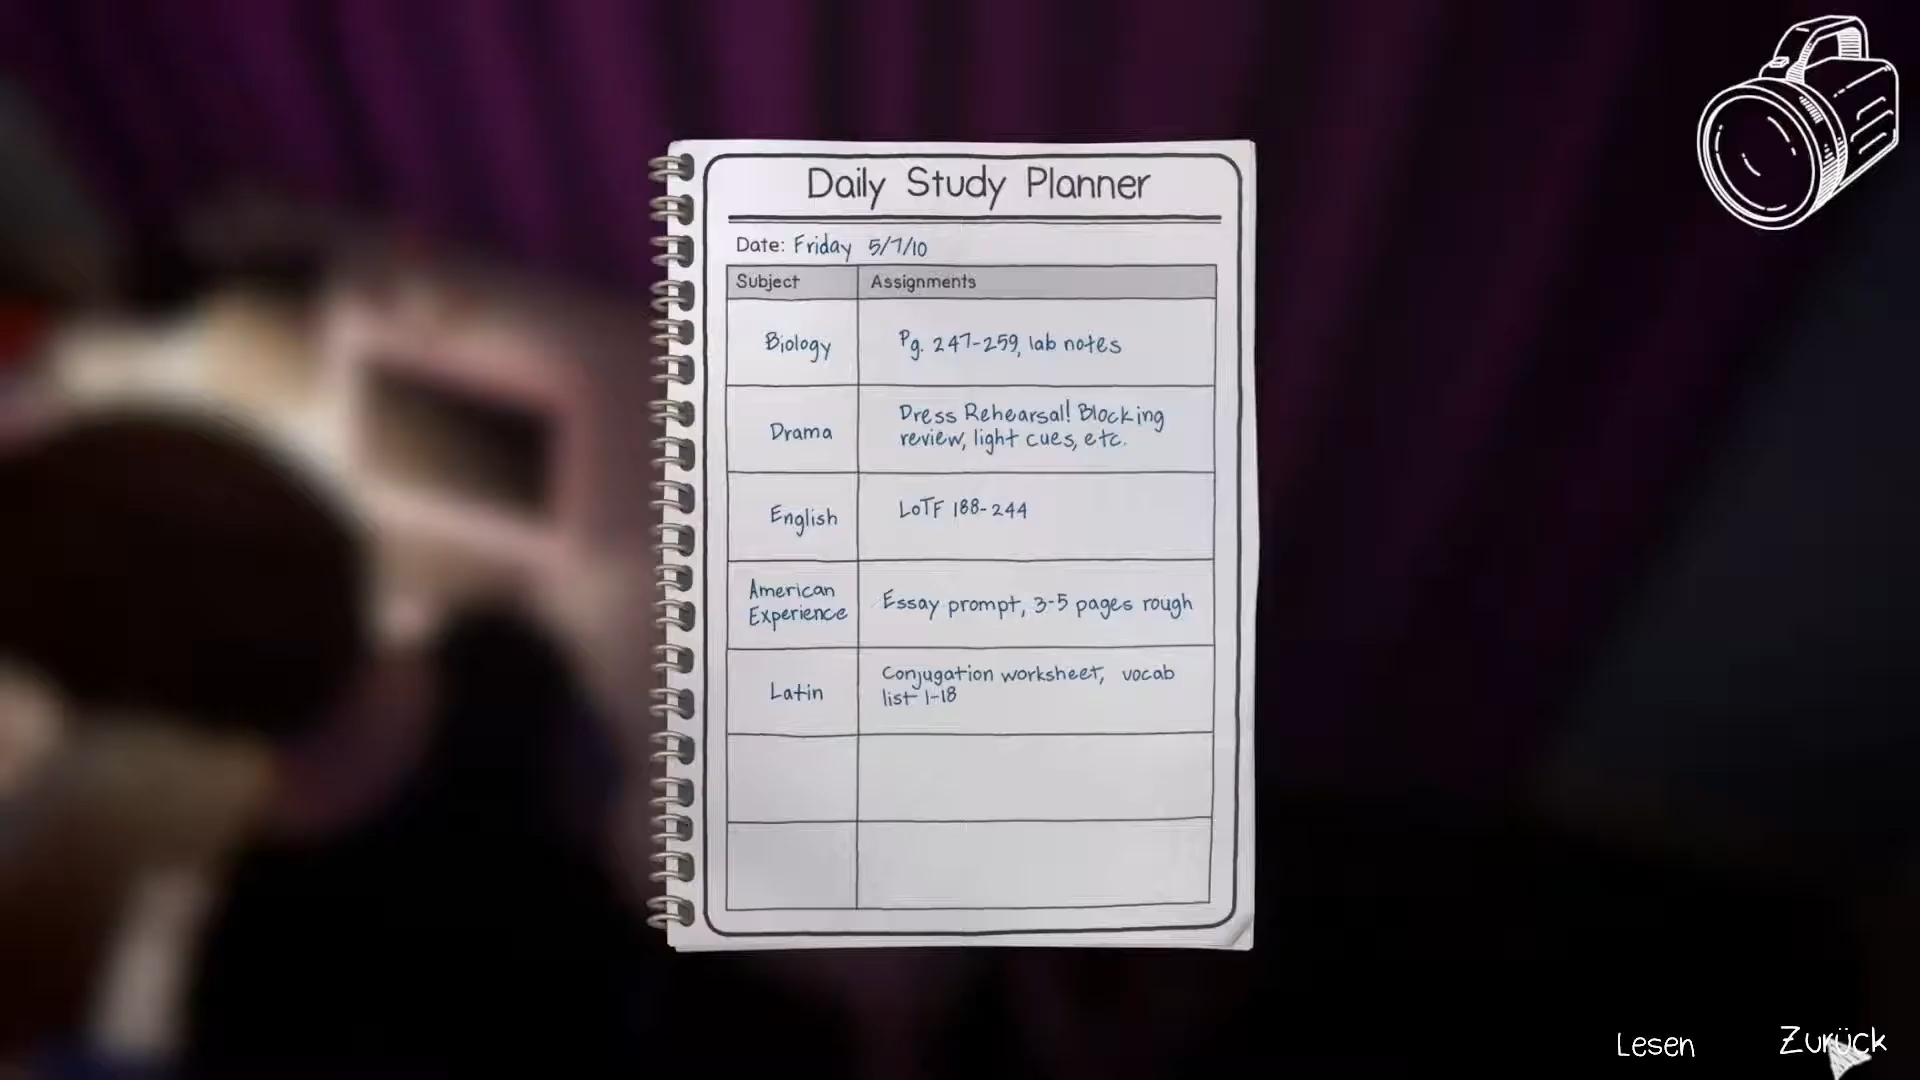 Daily Study Planner
Date: Friday 5/7/10
Subject Assignments
Biology Pg. 247-259, lab notes
Drama Dress Rehearsal! Blocking
review, light cues, etc.
English LoTF 188-244
American
Experience Essay prompt, 3-5 pages rough
Latin Conjugation worksheet, vocab
list 1-18
Lesen Zurück